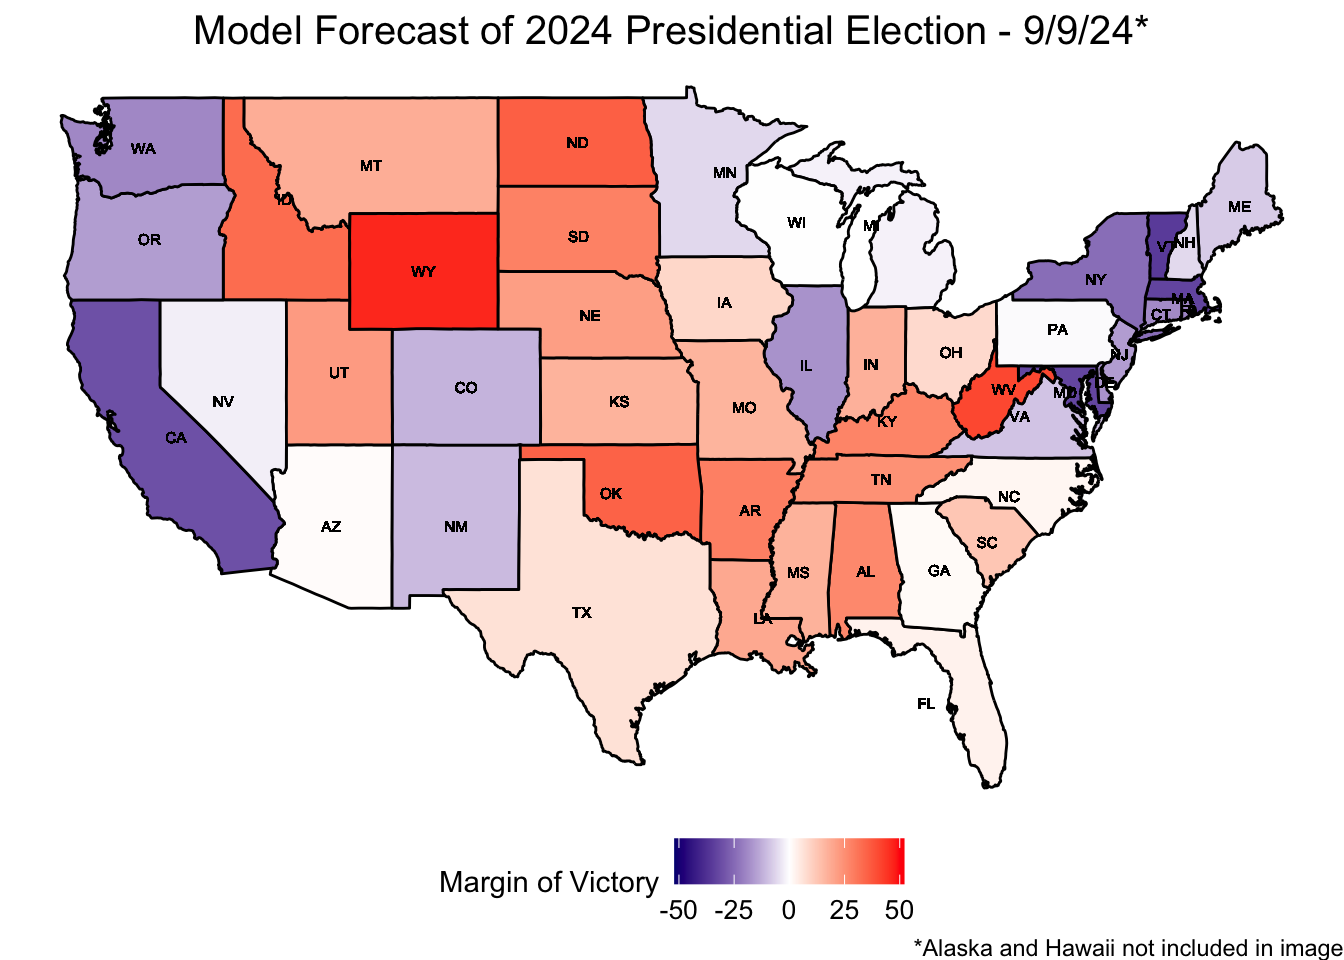 Model Forecast of 2024 Presidential Election - 9/9/24*
WA
MT
ND
MN
ID
OR
SD
WI
MI
ME
VT
NH
WY
NY
MA
IA
NE
CT
PA
NJ
OH
UT
CO
IL
IN
DE
MD
NV
KS
MO
WV
VA
CA
KY
TN
OK
NC
AZ
NM
AR
SC
MS
AL
GA
TX
LA
FL
Margin of Victory
-50 -25 0 25 50
*Alaska and Hawaii not included in image